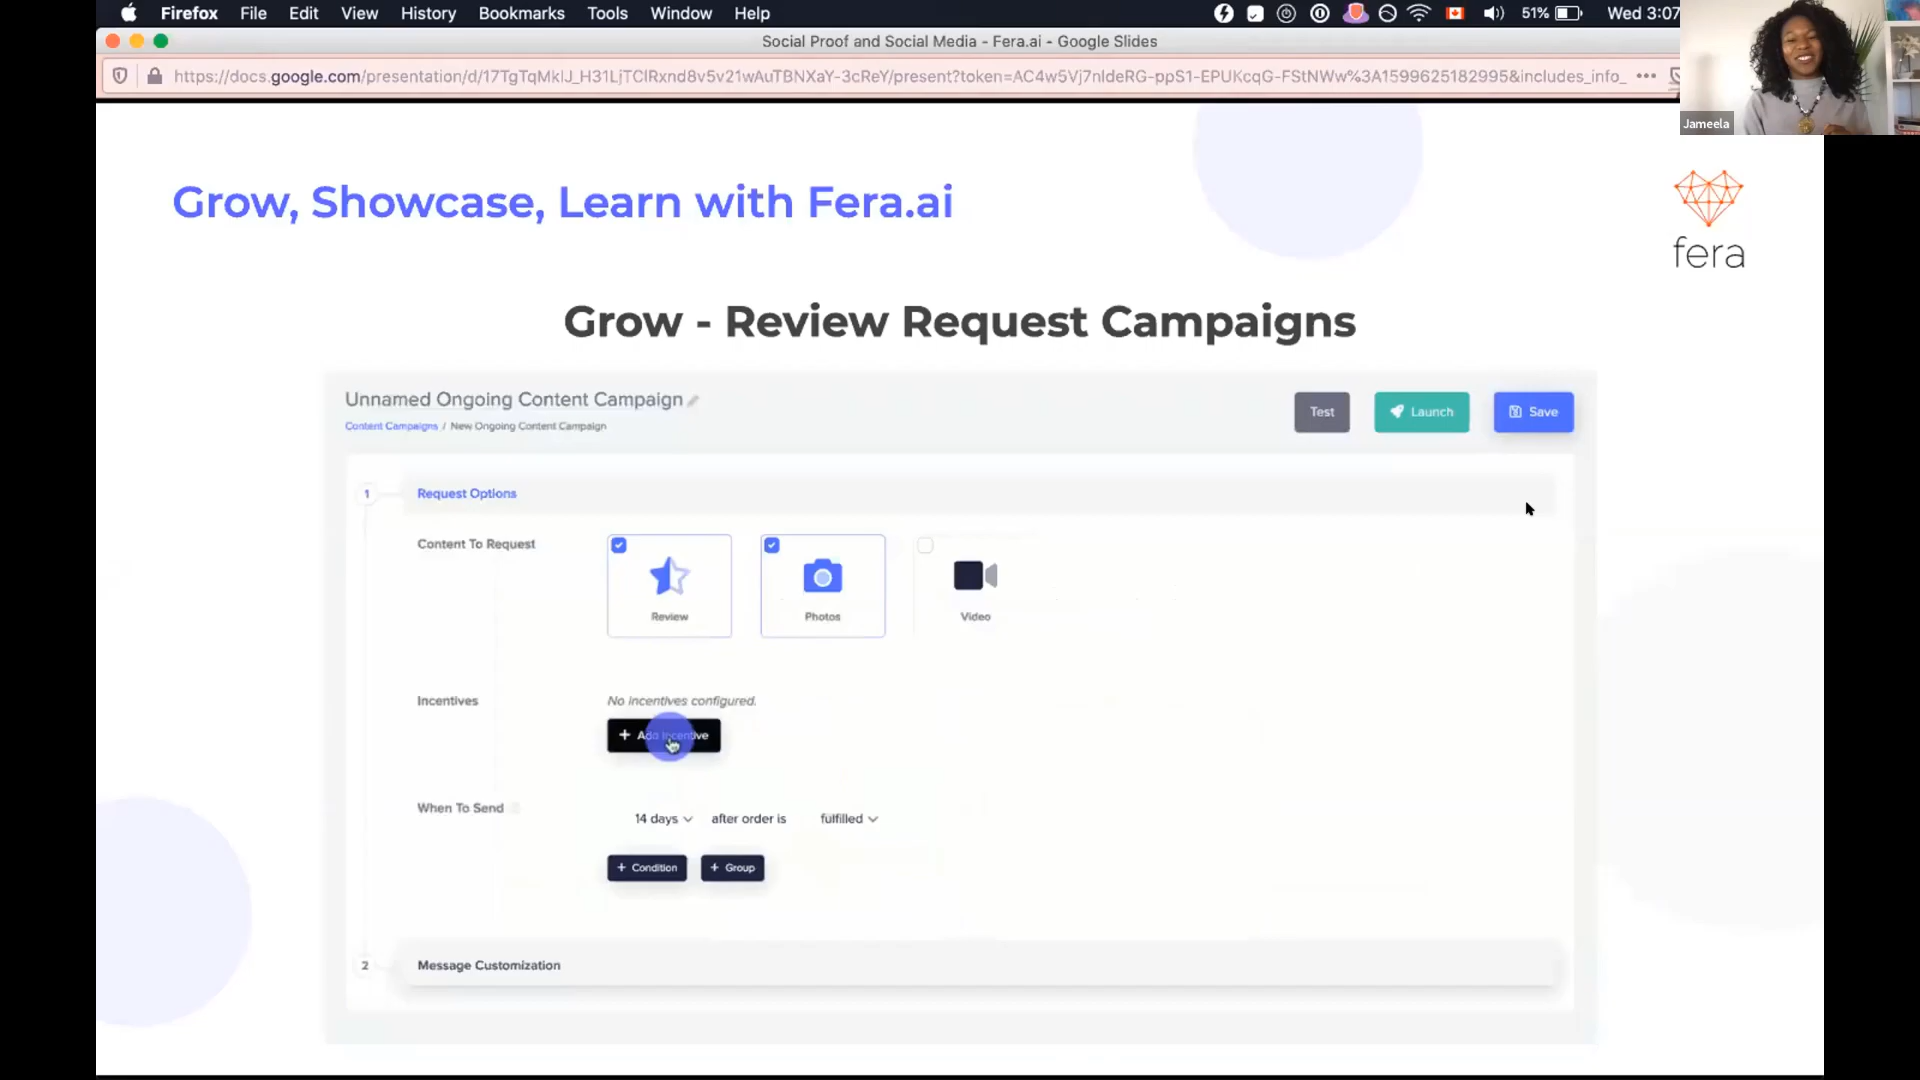 Firefox File Edit View History Bookmarks Tools Window Help 51% Wed 3:07
Social Proof and Social Media - Fera.ai - Google Slides
Jameela
Grow, Showcase, Learn with Fera.ai
fera
Grow - Review Request Campaigns
Unnamed Ongoing Content Campaign
Test Launch Save
Content Campaigns / New Ongoing Content Campaign
1 Request Options
Content To Request
Review Photos Video
Incentives No incentives configured.
+ Add Incentive
When To Send
14 days after order is fulfilled
+ Condition + Group
2 Message Customization